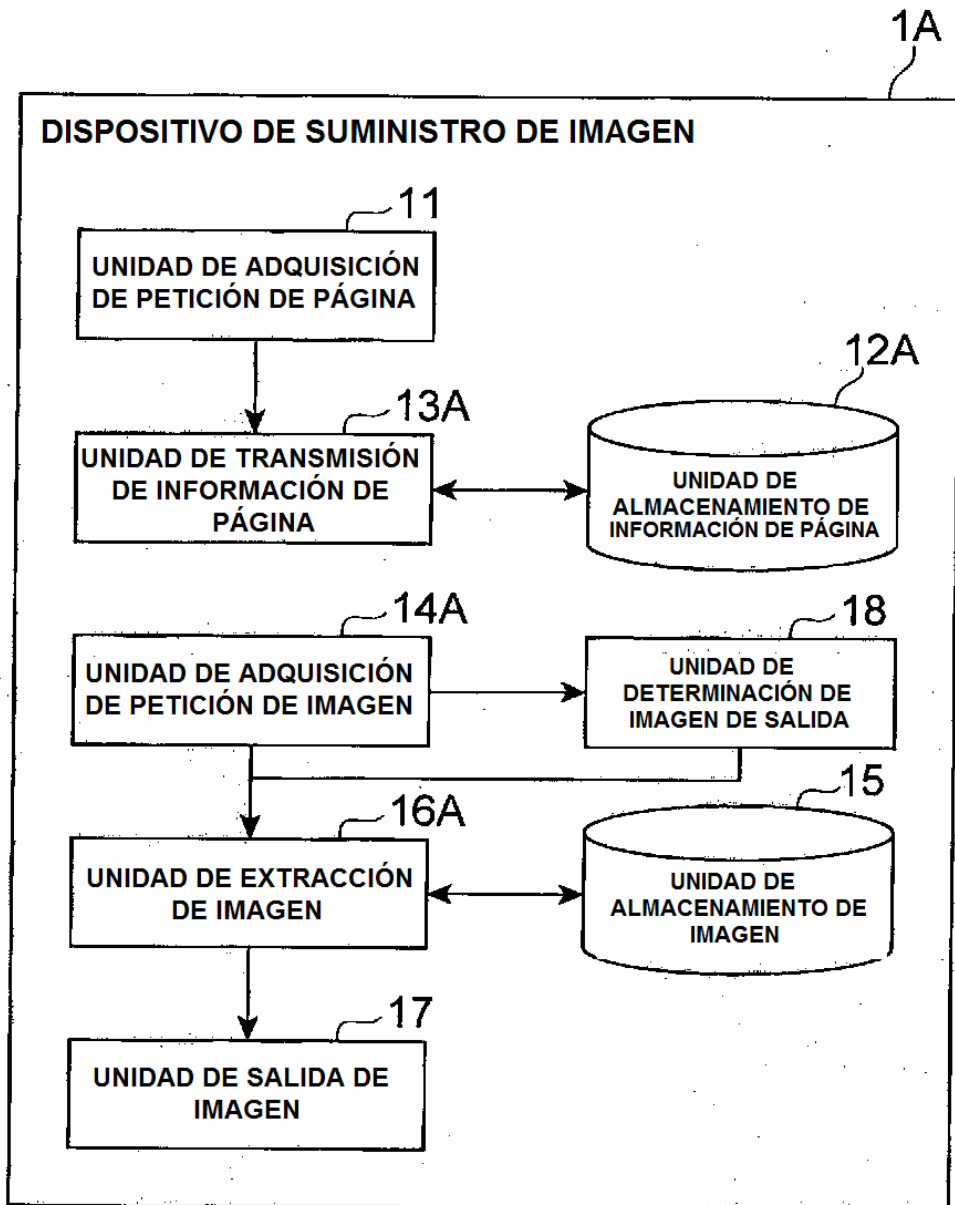 1A
DISPOSITIVO DE SUMINISTRO DE IMAGEN
11
UNIDAD DE ADQUISICIÓN
DE PETICIÓN DE PÁGINA
12A
13A
UNIDAD DE TRANSMISIÓN
DE INFORMACIÓN DE
PÁGINA
UNIDAD DE
ALMACENAMIENTO DE
INFORMACIÓN DE PÁGINA
14A
18
UNIDAD DE ADQUISICIÓN
DE PETICIÓN DE IMAGEN
UNIDAD DE
DETERMINACIÓN DE
IMAGEN DE SALIDA
15
16A
UNIDAD DE EXTRACCIÓN
DE IMAGEN
UNIDAD DE
ALMACENAMIENTO DE
IMAGEN
17
UNIDAD DE SALIDA DE
IMAGEN